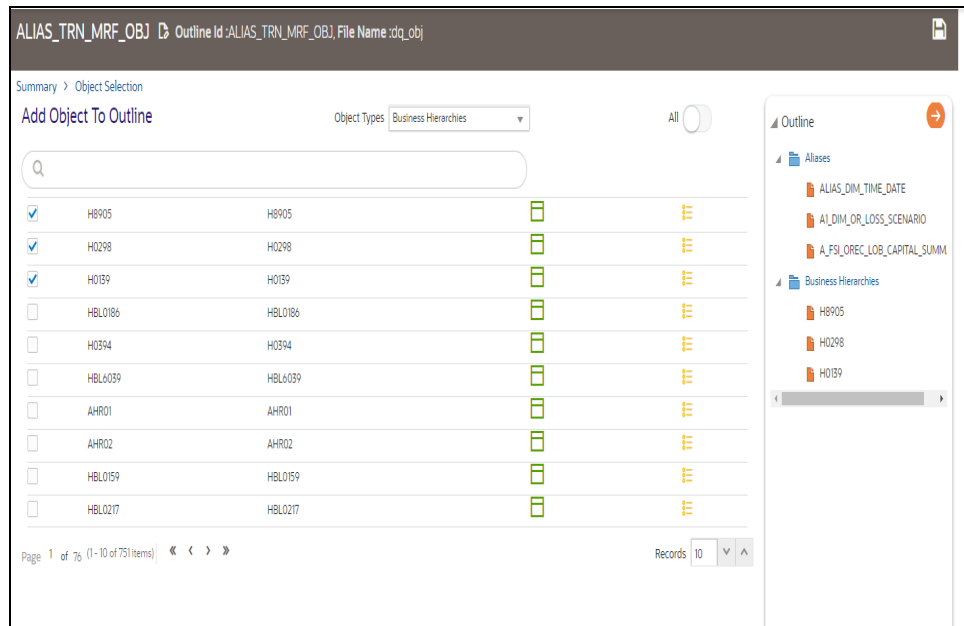 ALIAS_TRN_MRF_OBJ Outline Id :ALIAS_TRN_MRF_OBJ, File Name :dq_obj
Summary > Object Selection
Add Object To Outline
Object Types Business Hierarchies
All
H8905 H8905
H0298 H0298
H0139 H0139
HBL0186 HBL0186
H0394 H0394
HBL6039 HBL6039
AHR01 AHR01
AHR02 AHR02
HBL0159 HBL0159
HBL0217 HBL0217
Page 1 of 76 (1 - 10 of 751 items) « ‹ › »
Records 10
Outline
Aliases
ALIAS_DIM_TIME_DATE
A1_DIM_OR_LOSS_SCENARIO
A_FSI_OREC_LOB_CAPITAL_SUMM
Business Hierarchies
H8905
H0298
H0139